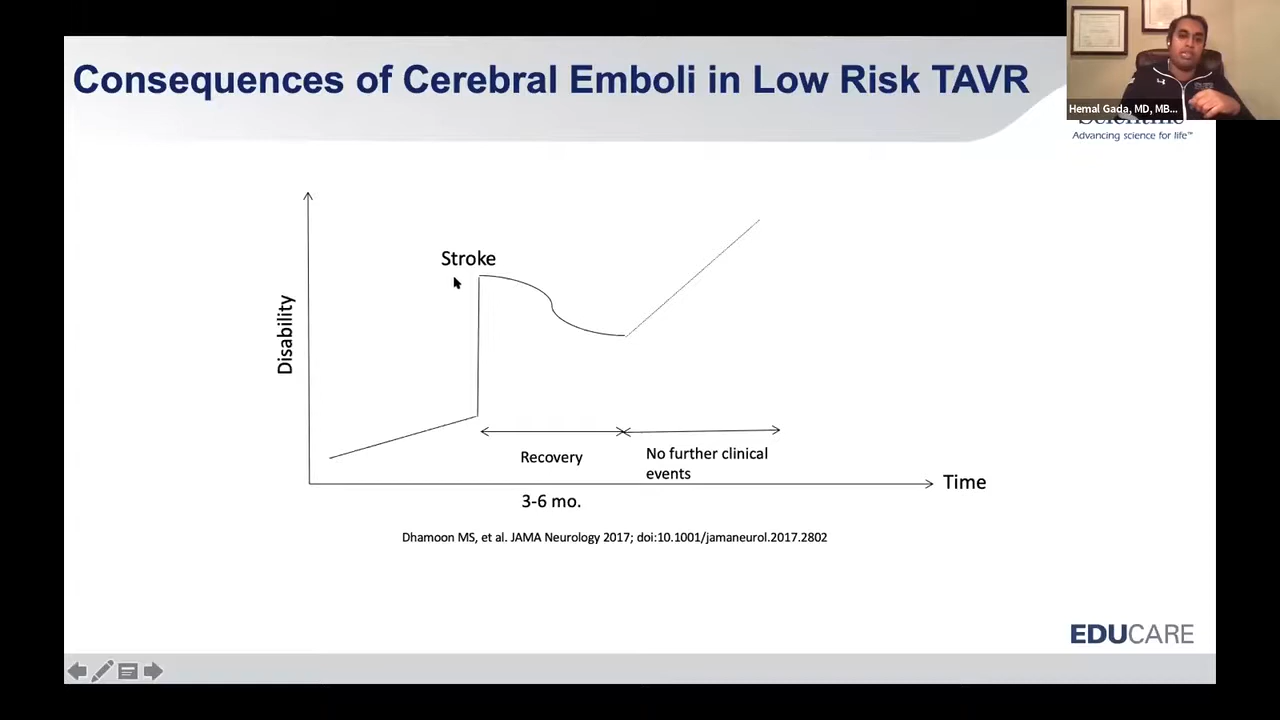 Consequences of Cerebral Emboli in Low Risk TAVR
Hemal Gada, MD, MB...
Scientific
Advancing science for life™
Stroke
Disability
Recovery
No further clinical
events
Time
3-6 mo.
Dhamoon MS, et al. JAMA Neurology 2017; doi:10.1001/jamaneurol.2017.2802
EDUCARE